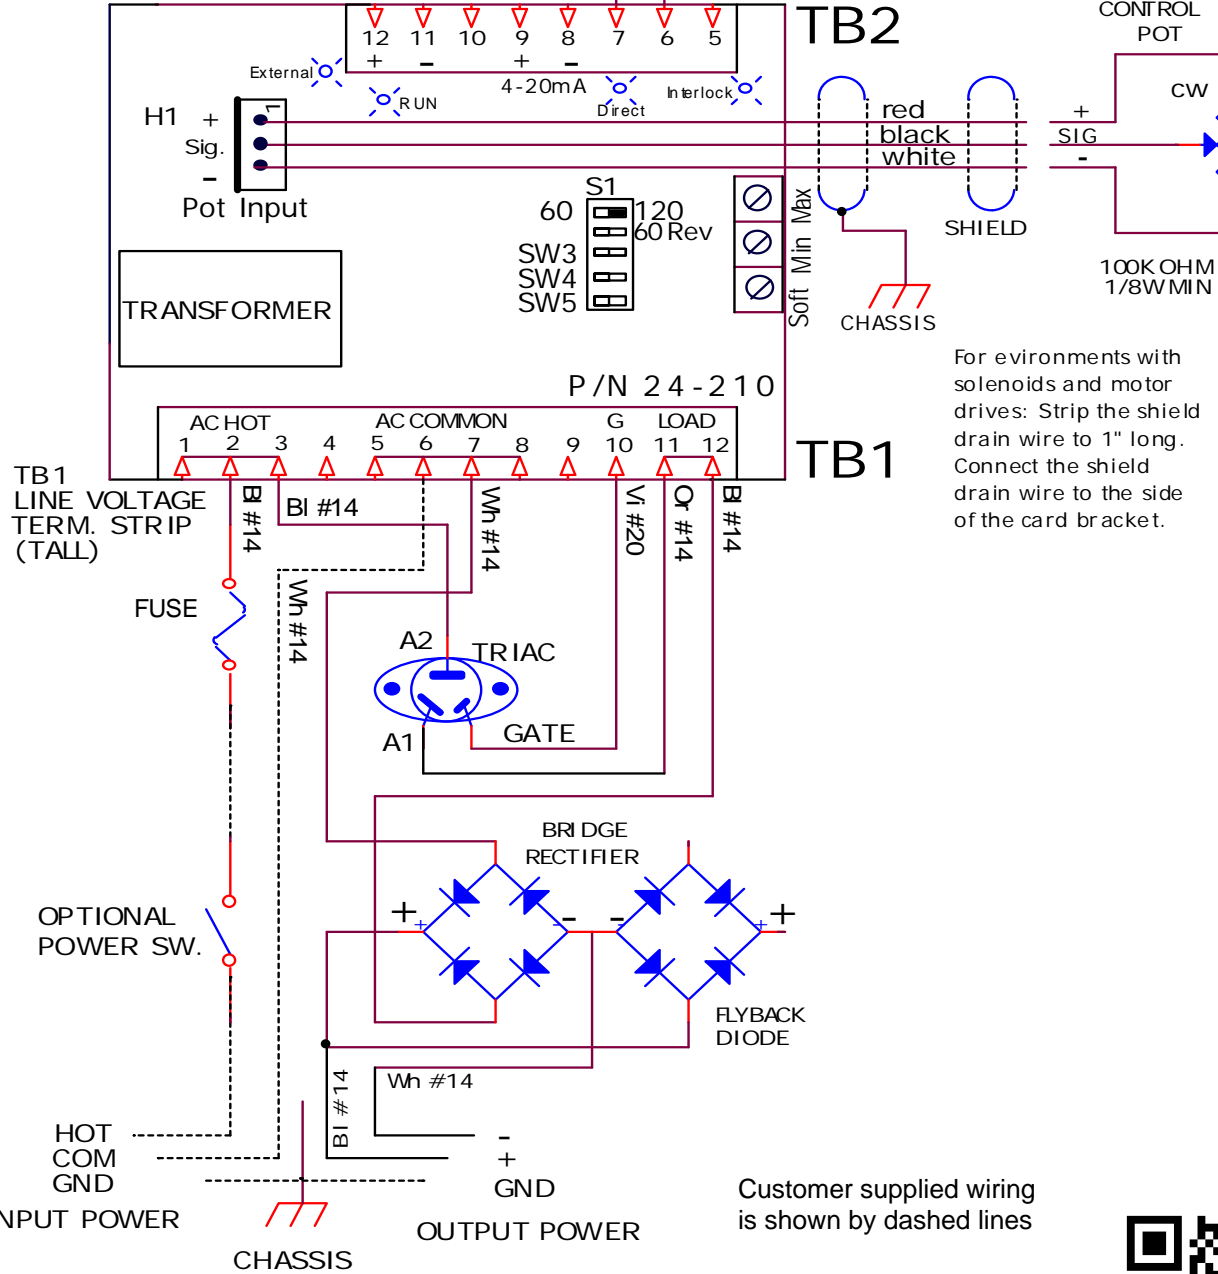 CONTROL
POT
TB2
12 11 10 9 8 7 6 5
+ - + -
4-20mA
External
RUN
Direct
Interlock
CW
H1 +
1
Sig.
-
Pot Input
red
black
white
+
SIG
-
S1
60 120
60 Rev
SW3
SW4
SW5
Soft Min Max
SHIELD
CHASSIS
100K OHM
1/8W MIN
TRANSFORMER
P/N 24-210
For evironments with
solenoids and motor
drives: Strip the shield
drain wire to 1" long.
Connect the shield
drain wire to the side
of the card bracket.
AC HOT AC COMMON G LOAD
1 2 3 4 5 6 7 8 9 10 11 12
TB1
TB1
LINE VOLTAGE
TERM. STRIP
(TALL)
Bl #14
Bl #14
Wh #14
Vi #20
Or #14
Bl #14
Wh #14
FUSE
A2
TRIAC
A1
GATE
BRIDGE
RECTIFIER
+ + - - + +
OPTIONAL
POWER SW.
FLYBACK
DIODE
Bl #14
Wh #14
HOT
COM
GND
NPUT POWER
-
+
GND
OUTPUT POWER
CHASSIS
Customer supplied wiring
is shown by dashed lines